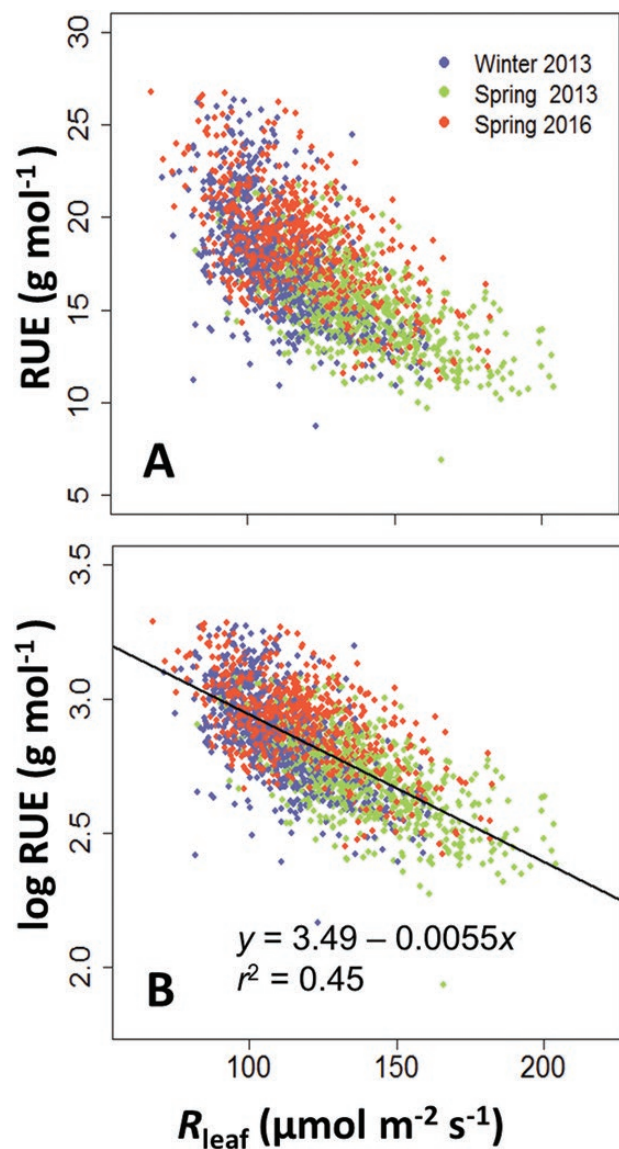 30
25
20
15
10
5
RUE (g mol⁻¹)
Winter 2013
Spring 2013
Spring 2016
A
3.5
3.0
2.5
2.0
log RUE (g mol⁻¹)
y = 3.49 – 0.0055x
r² = 0.45
B
100 150 200
R_leaf (µmol m⁻² s⁻¹)